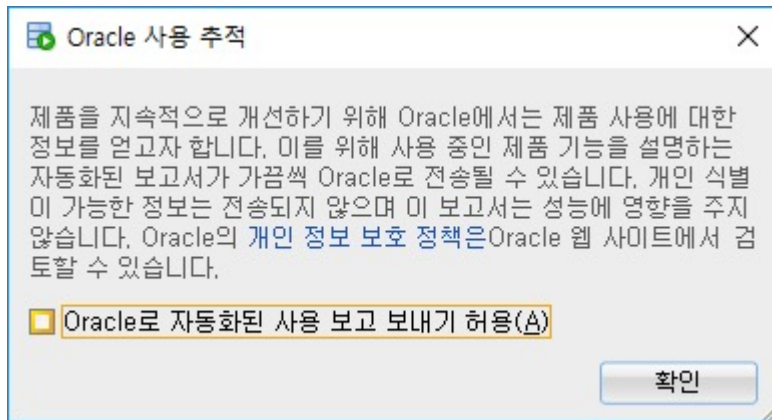 Oracle 사용 추적
제품을 지속적으로 개선하기 위해 Oracle에서는 제품 사용에 대한
정보를 얻고자 합니다. 이를 위해 사용 중인 제품 기능을 설명하는
자동화된 보고서가 가끔씩 Oracle로 전송될 수 있습니다. 개인 식별
이 가능한 정보는 전송되지 않으며 이 보고서는 성능에 영향을 주지
않습니다. Oracle의 개인 정보 보호 정책은Oracle 웹 사이트에서 검
토할 수 있습니다.
Oracle로 자동화된 사용 보고 보내기 허용(A)
확인